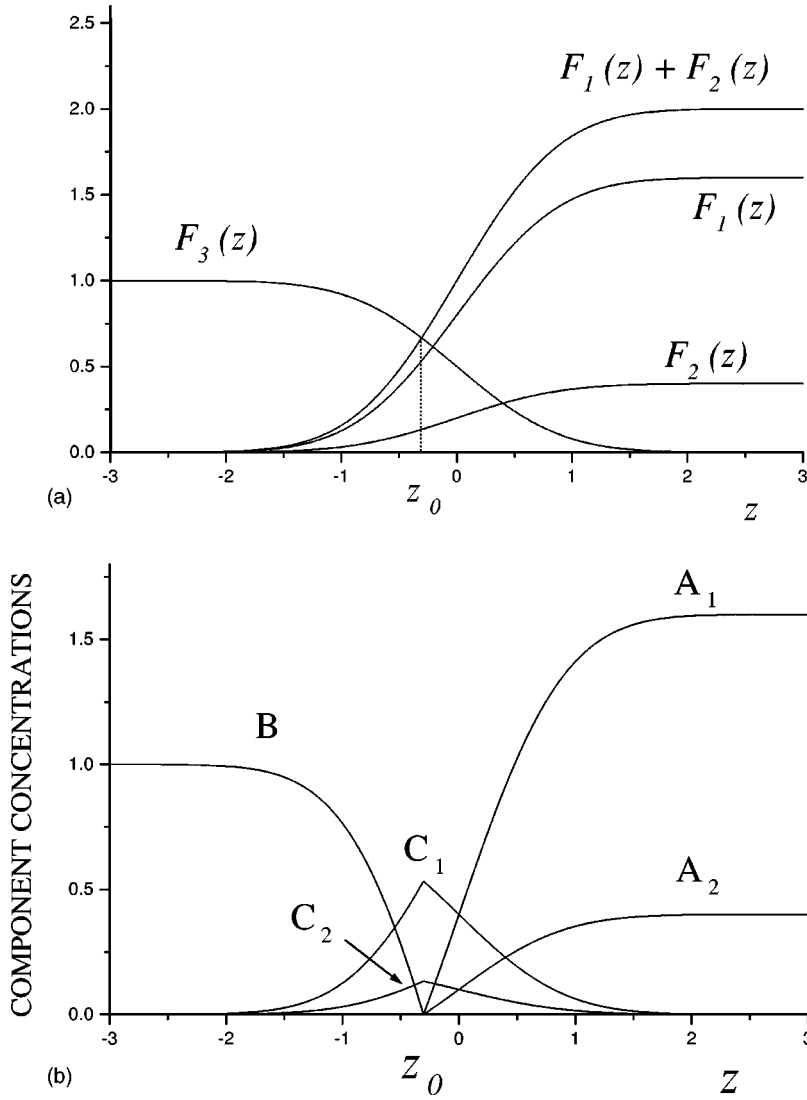 2.5
F₁(z) + F₂(z)
2.0
F₁(z)
1.5
F₃(z)
1.0
F₂(z)
0.5
0.0
-3 -2 -1 0 1 2 3
(a) z₀ z
COMPONENT CONCENTRATIONS
A₁
1.5
B
1.0
C₁
0.5
A₂
C₂
0.0
-3 -2 -1 0 1 2 3
(b) z₀ z